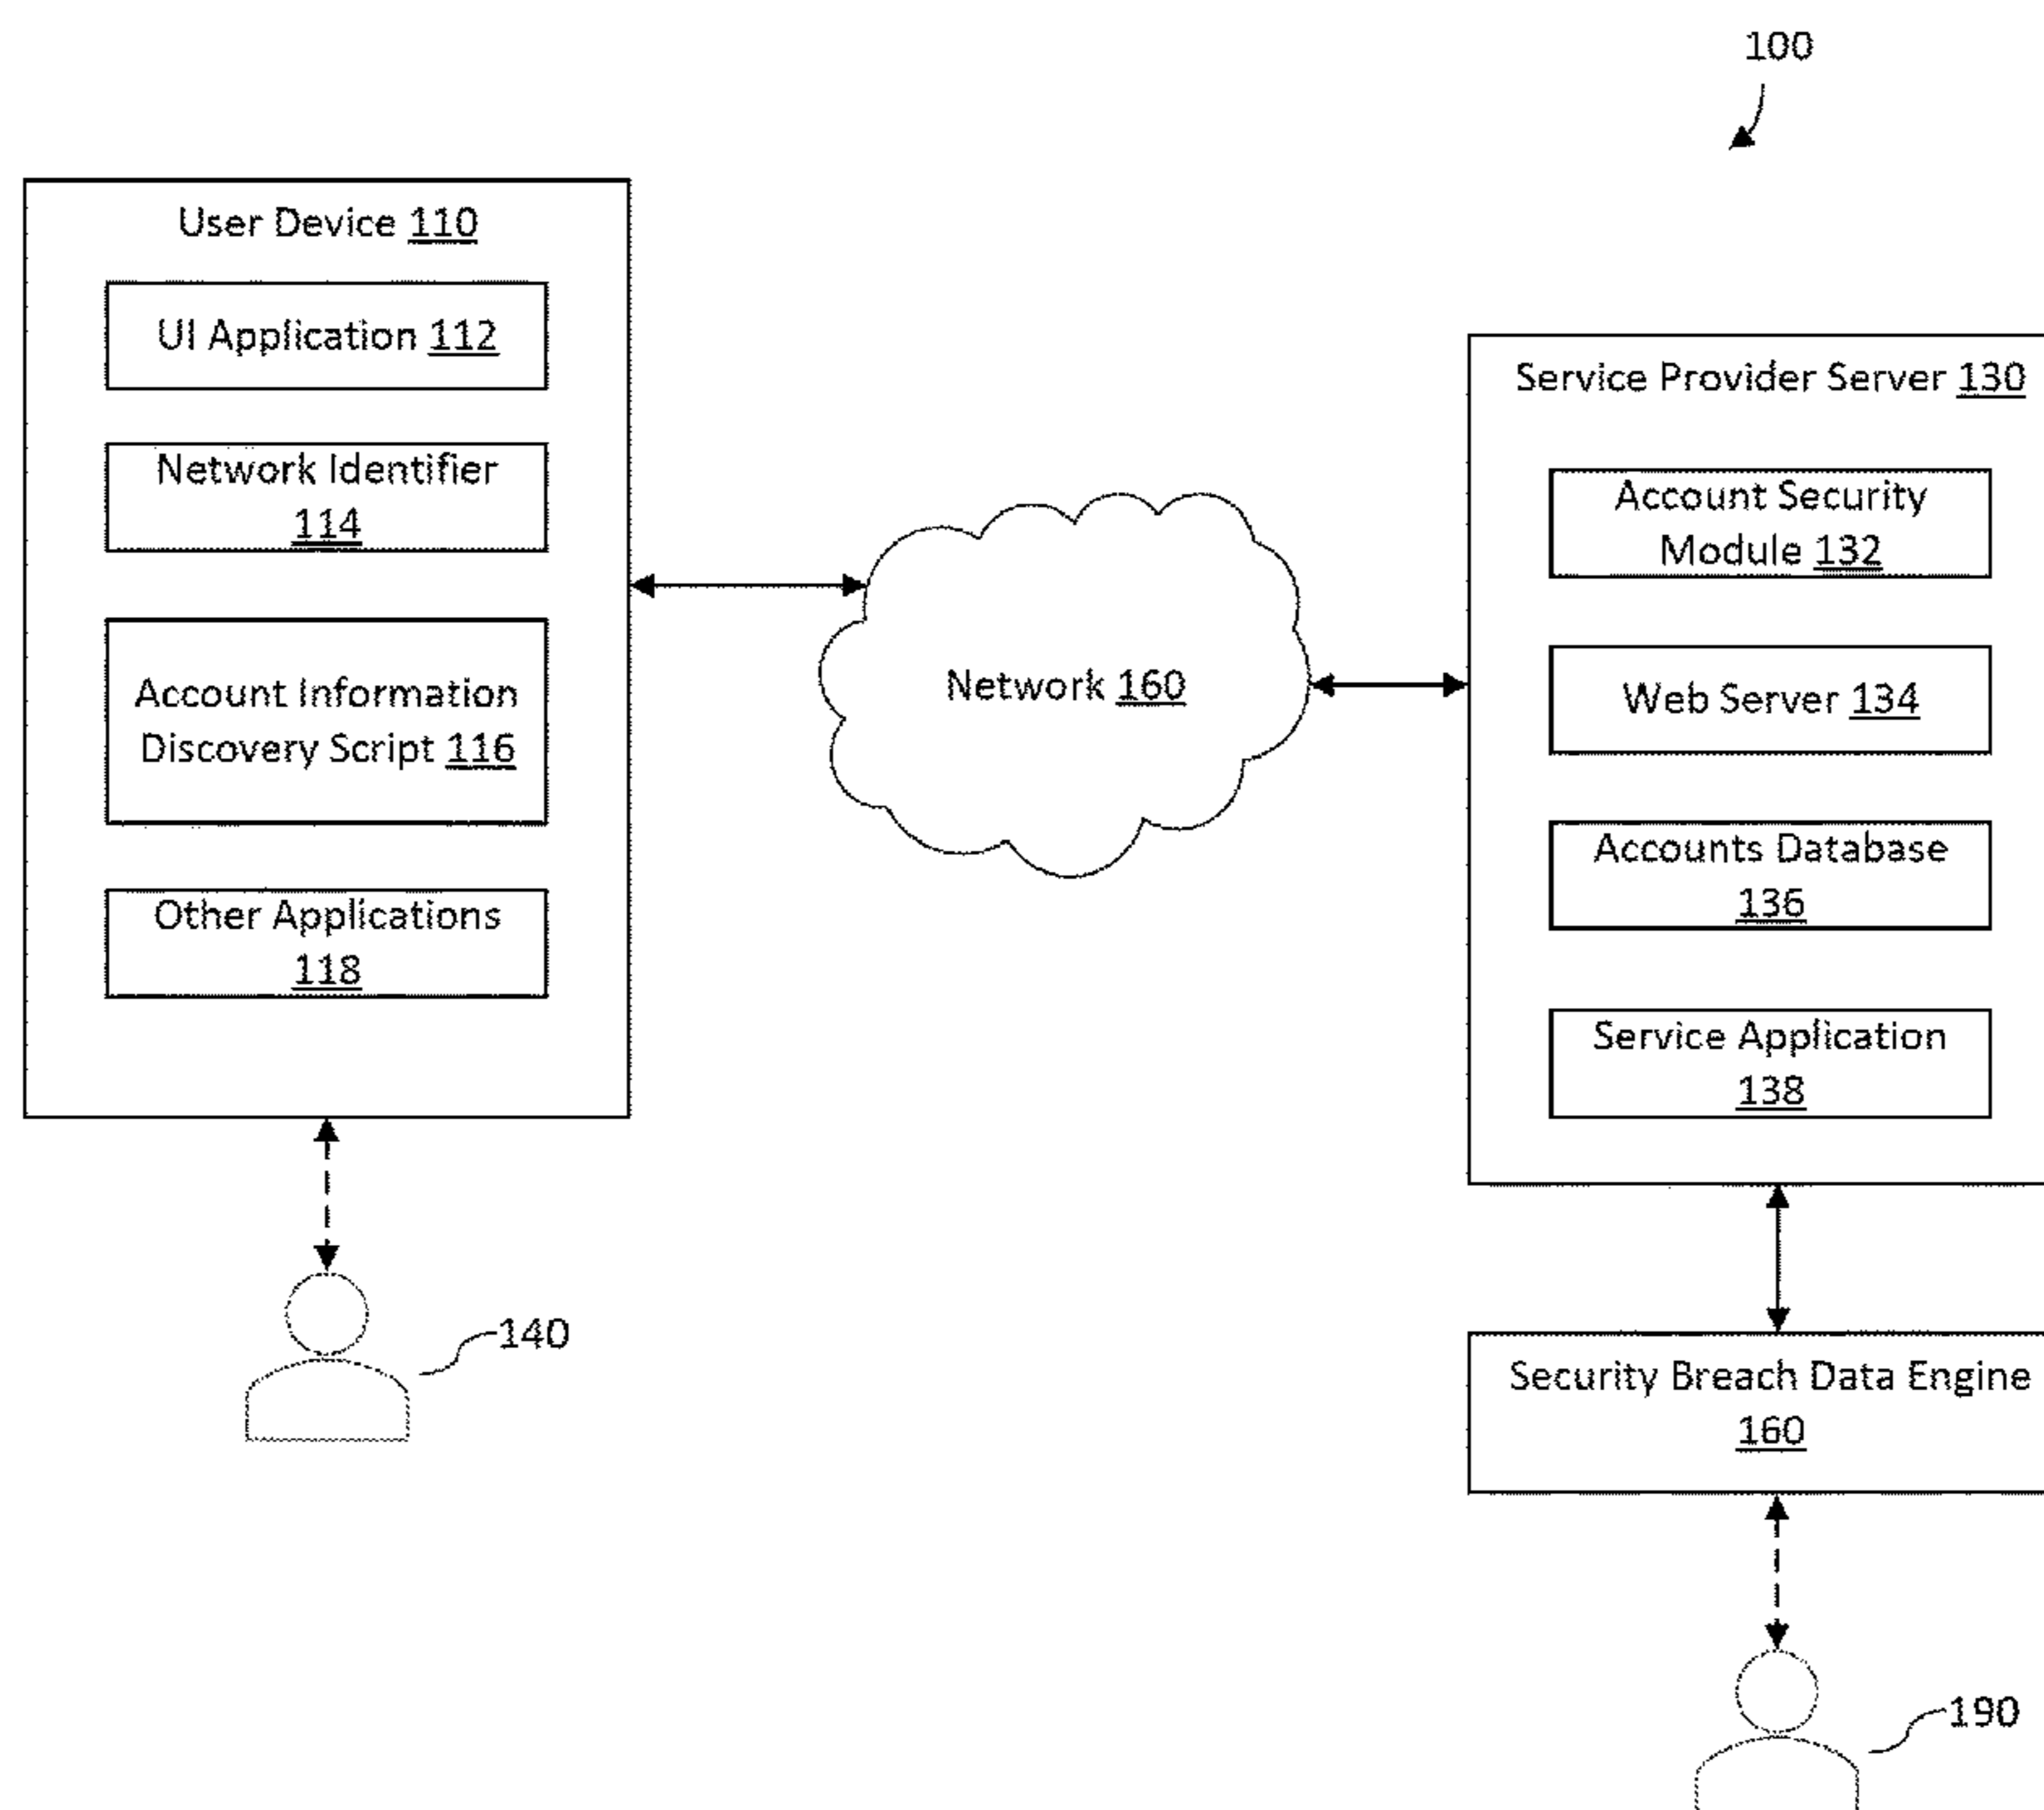 100
User Device 110
UI Application 112
Network Identifier
114
Account Information
Discovery Script 116
Other Applications
118
140
Network 160
Service Provider Server 130
Account Security
Module 132
Web Server 134
Accounts Database
136
Service Application
138
Security Breach Data Engine
160
190